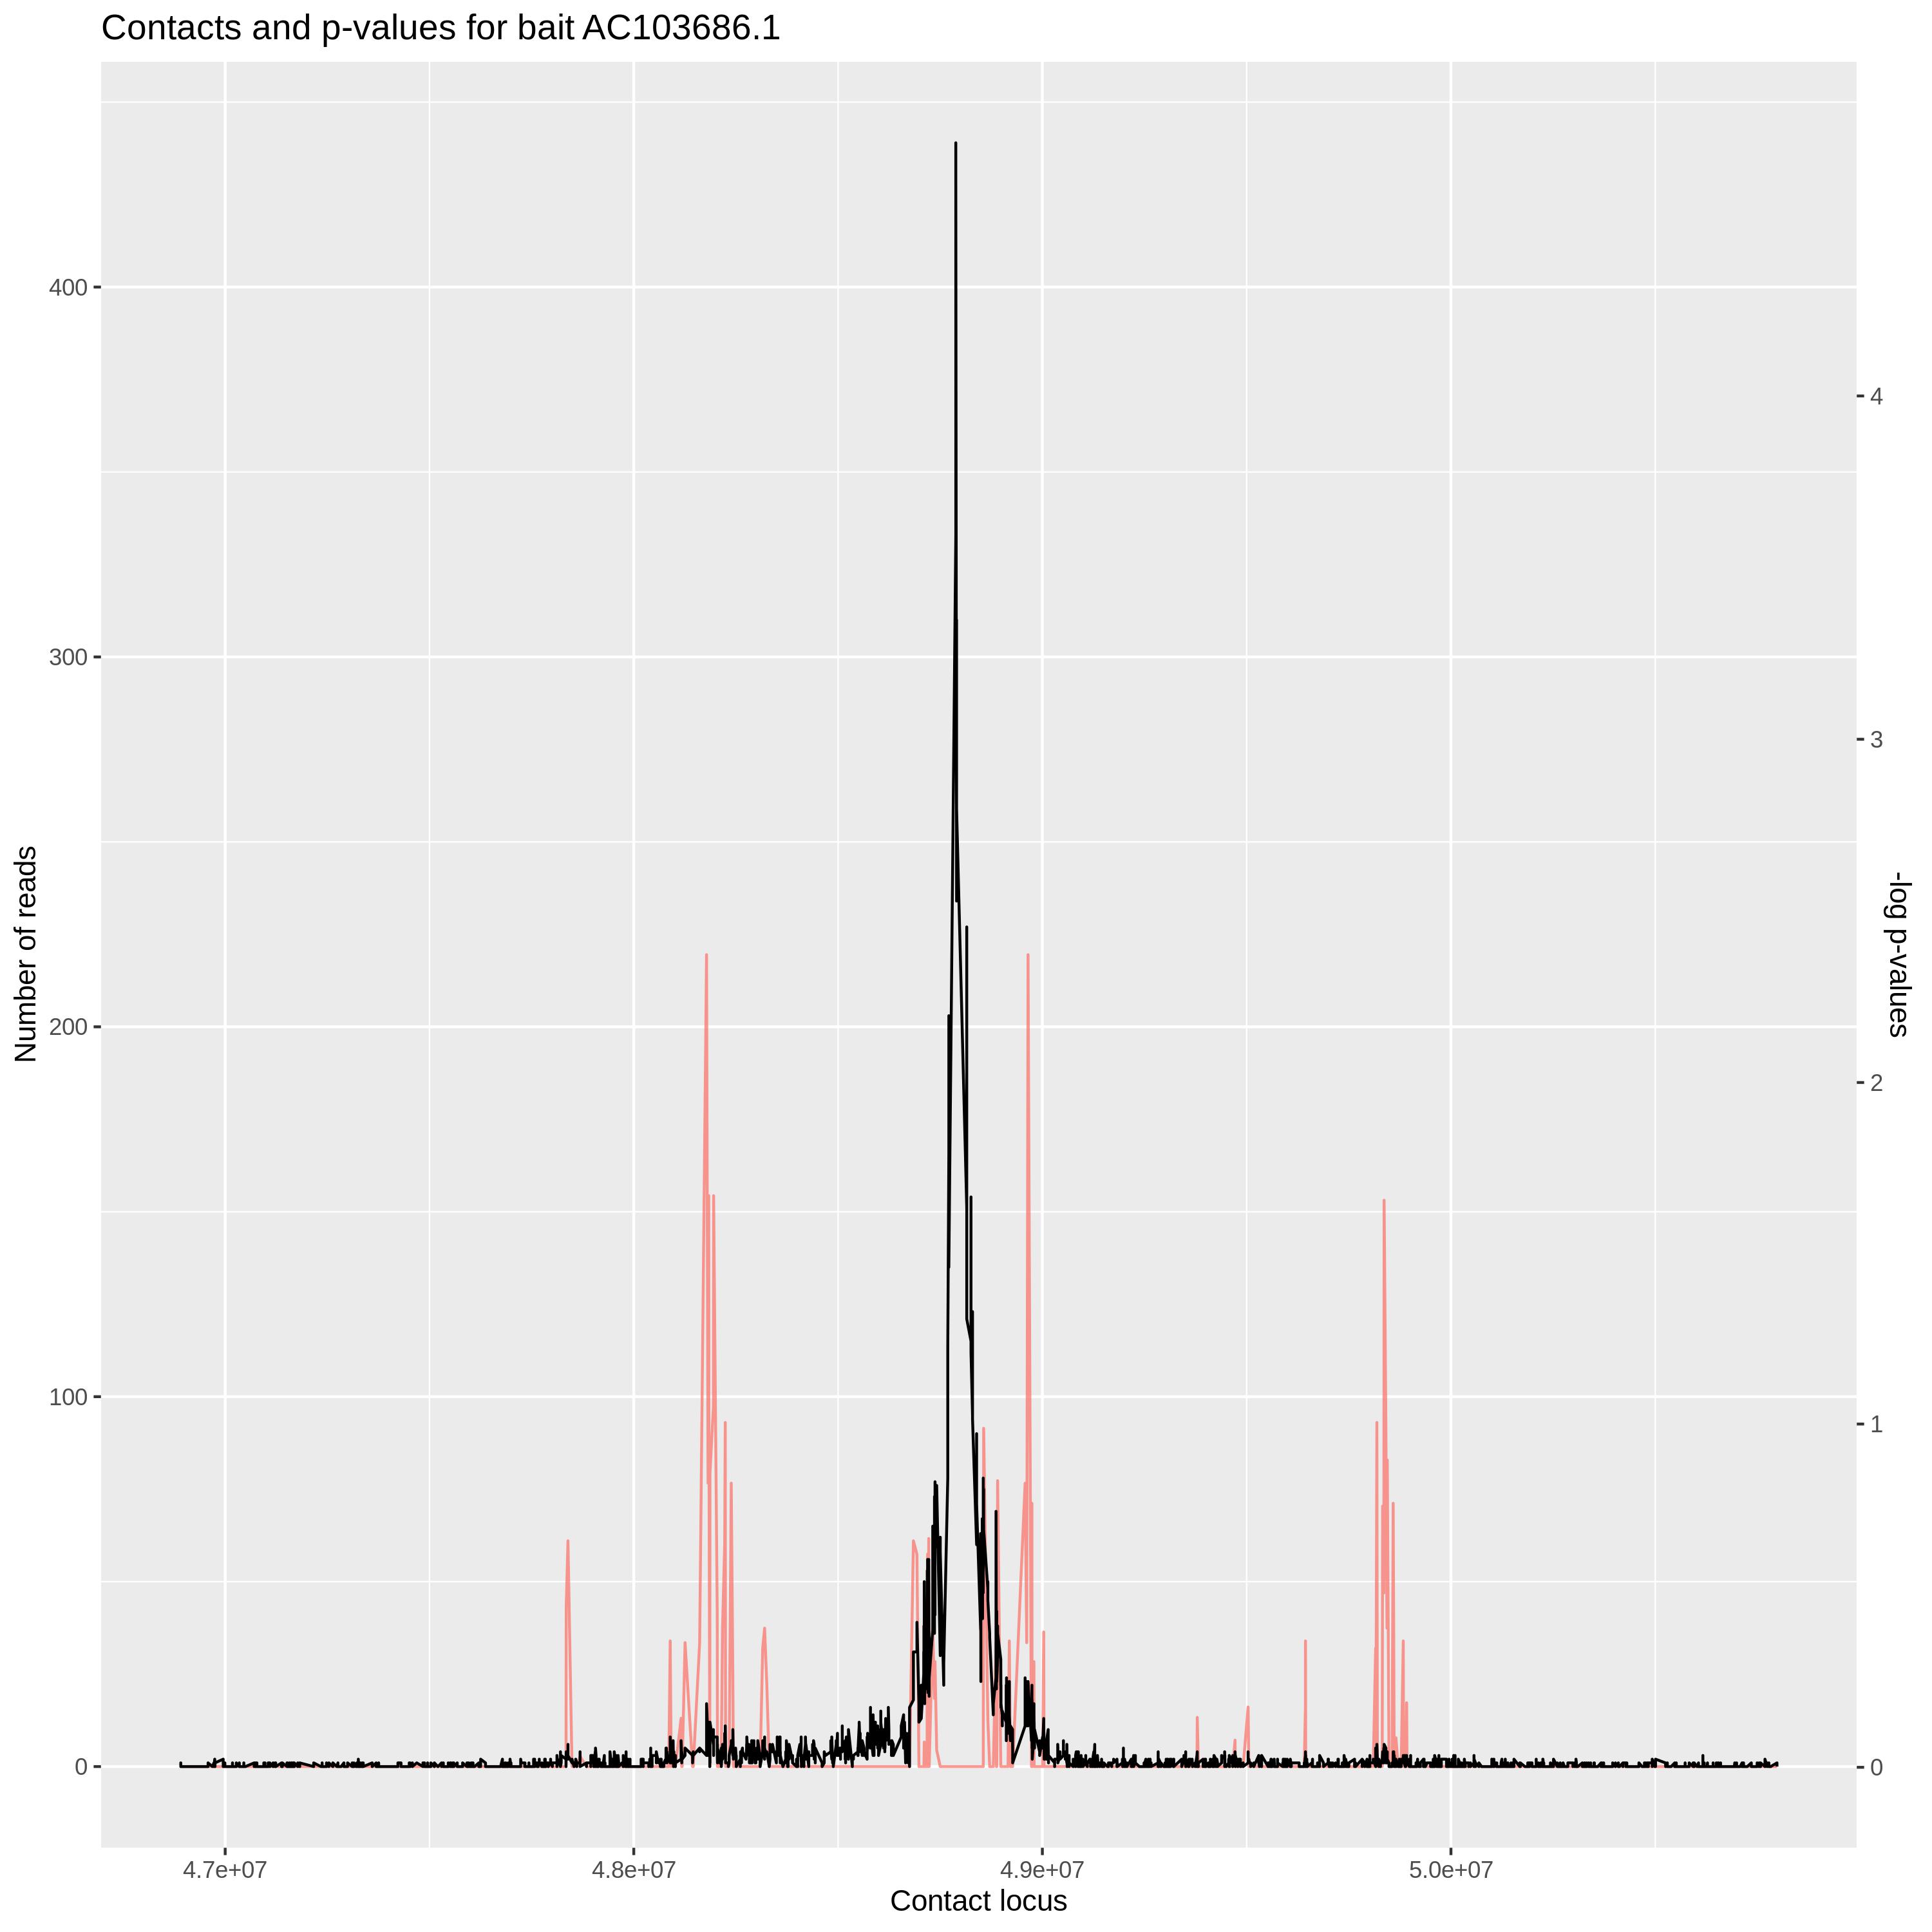 Contacts and p-values for bait AC103686.1
400
300
200
100
0
Number of reads
4
3
2
1
0
-log p-values
4.7e+07
4.8e+07
4.9e+07
5.0e+07
Contact locus